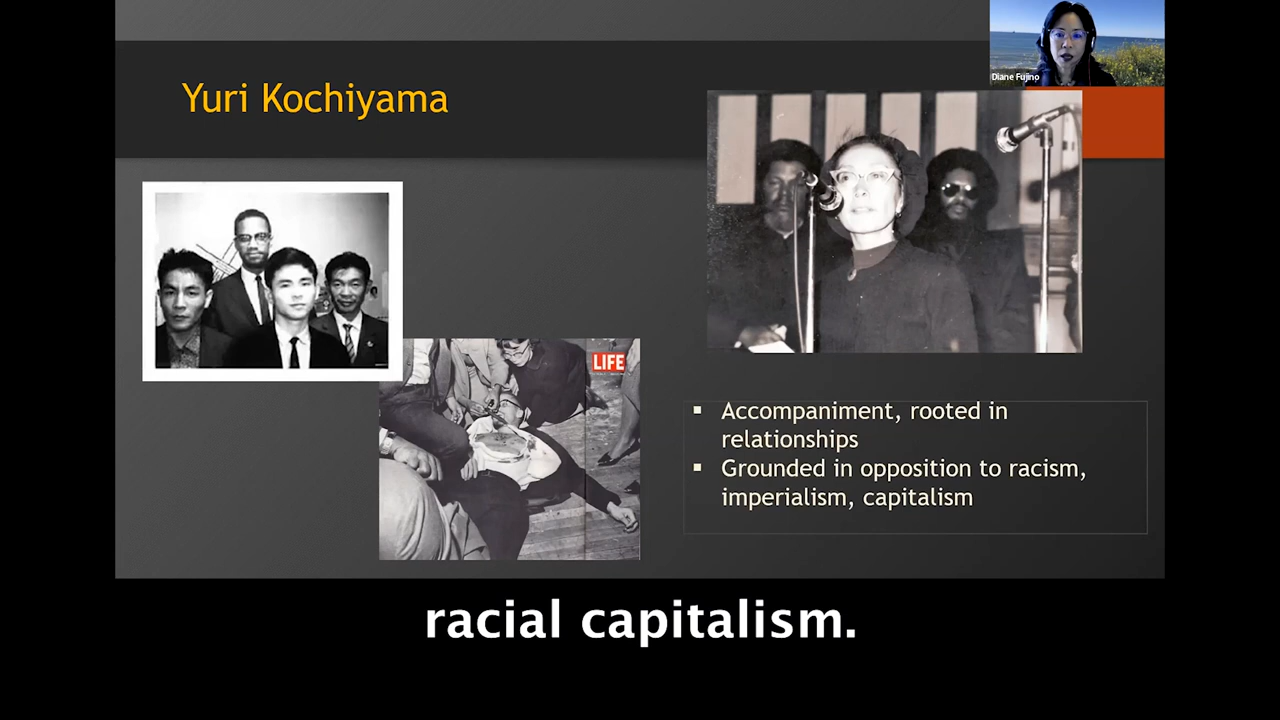 Yuri Kochiyama
Diane Fujino
LIFE
▪ Accompaniment, rooted in
relationships
▪ Grounded in opposition to racism,
imperialism, capitalism
racial capitalism.